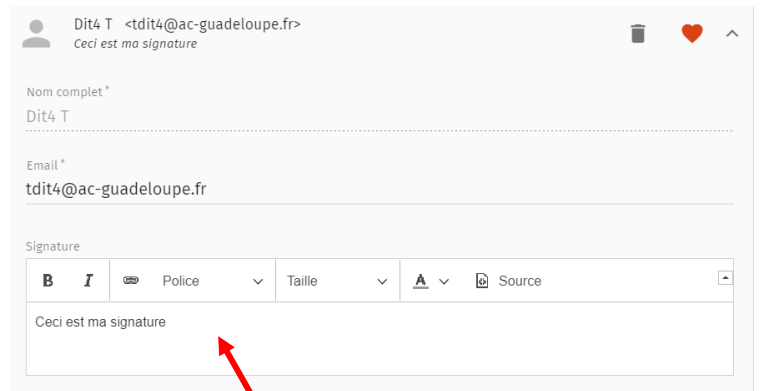 Dit4 T <tdit4@ac-guadeloupe.fr>
Ceci est ma signature
Nom complet *
Dit4 T
Email *
tdit4@ac-guadeloupe.fr
Signature
B I Police Taille A Source
Ceci est ma signature